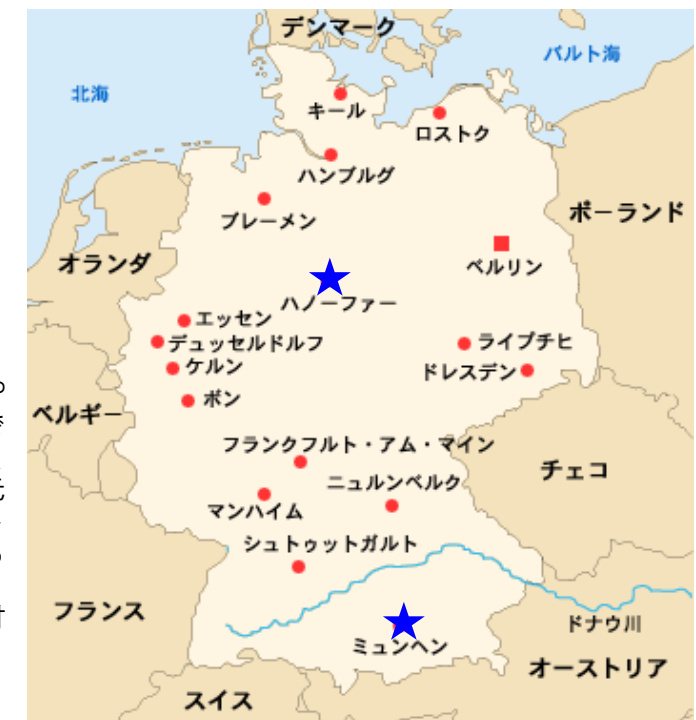 デンマーク
バルト海
北海
キール
ロストク
ハンブルグ
ブレーメン
ポーランド
オランダ
ベルリン
ハノーファー
エッセン
デュッセルドルフ
ライプチヒ
ケルン
ドレスデン
ボン
ベルギー
フランクフルト・アム・マイン
チェコ
ニュルンベルク
マンハイム
シュトゥットガルト
フランス
ドナウ川
ミュンヘン
オーストリア
スイス